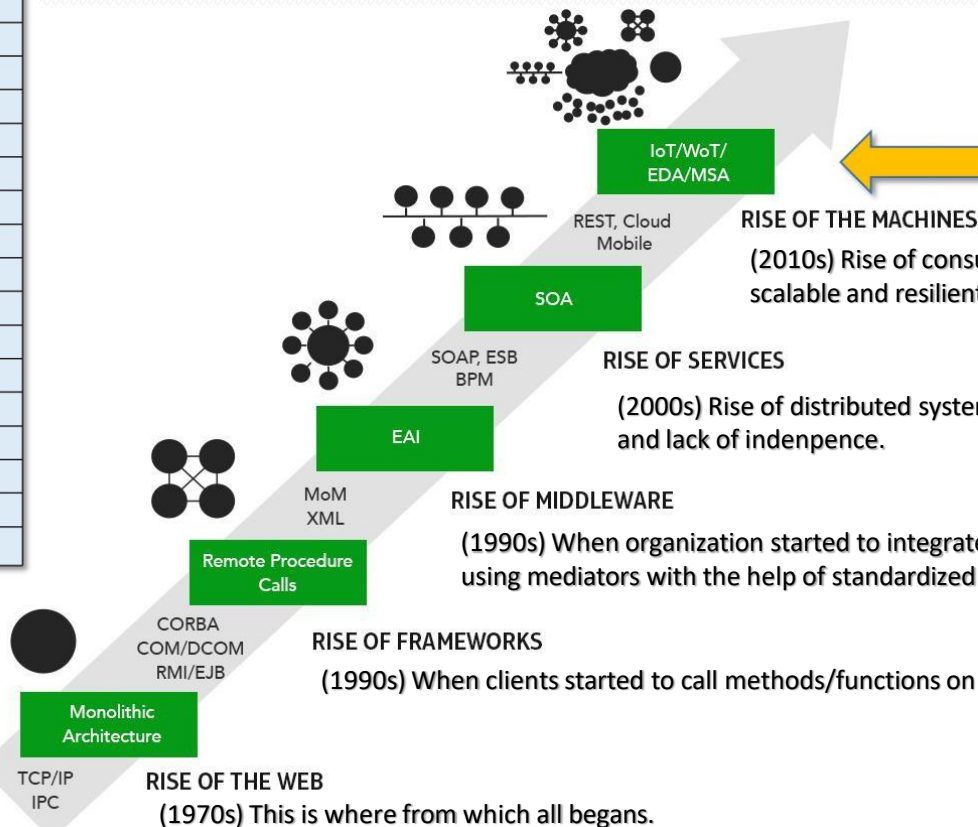 IoT/WoT/
EDA/MSA
REST, Cloud
Mobile
RISE OF THE MACHINES
(2010s) Rise of consu
scalable and resilient
SOA
SOAP, ESB
BPM
RISE OF SERVICES
(2000s) Rise of distributed system
and lack of indenpence.
EAI
MoM
XML
RISE OF MIDDLEWARE
(1990s) When organization started to integrate
using mediators with the help of standardized
Remote Procedure
Calls
CORBA
COM/DCOM
RMI/EJB
RISE OF FRAMEWORKS
(1990s) When clients started to call methods/functions on
Monolithic
Architecture
TCP/IP
IPC
RISE OF THE WEB
(1970s) This is where from which all begans.